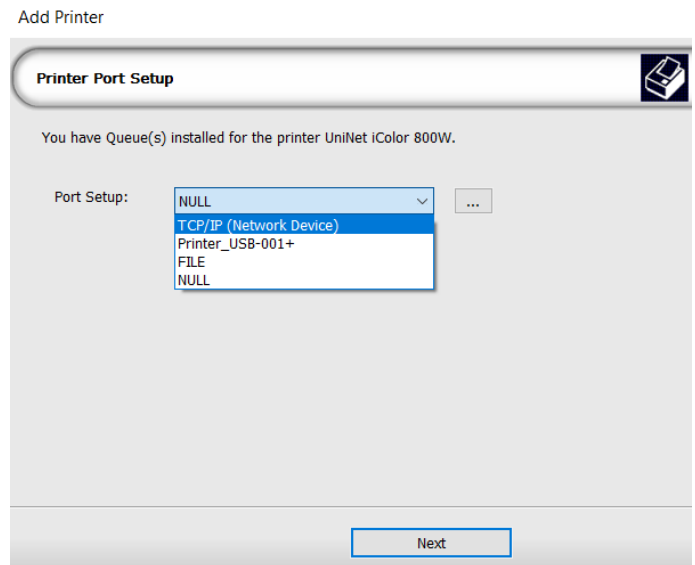 Add Printer
Printer Port Setup
You have Queue(s) installed for the printer UniNet iColor 800W.
Port Setup:
NULL
...
TCP/IP (Network Device)
Printer_USB-001+
FILE
NULL
Next